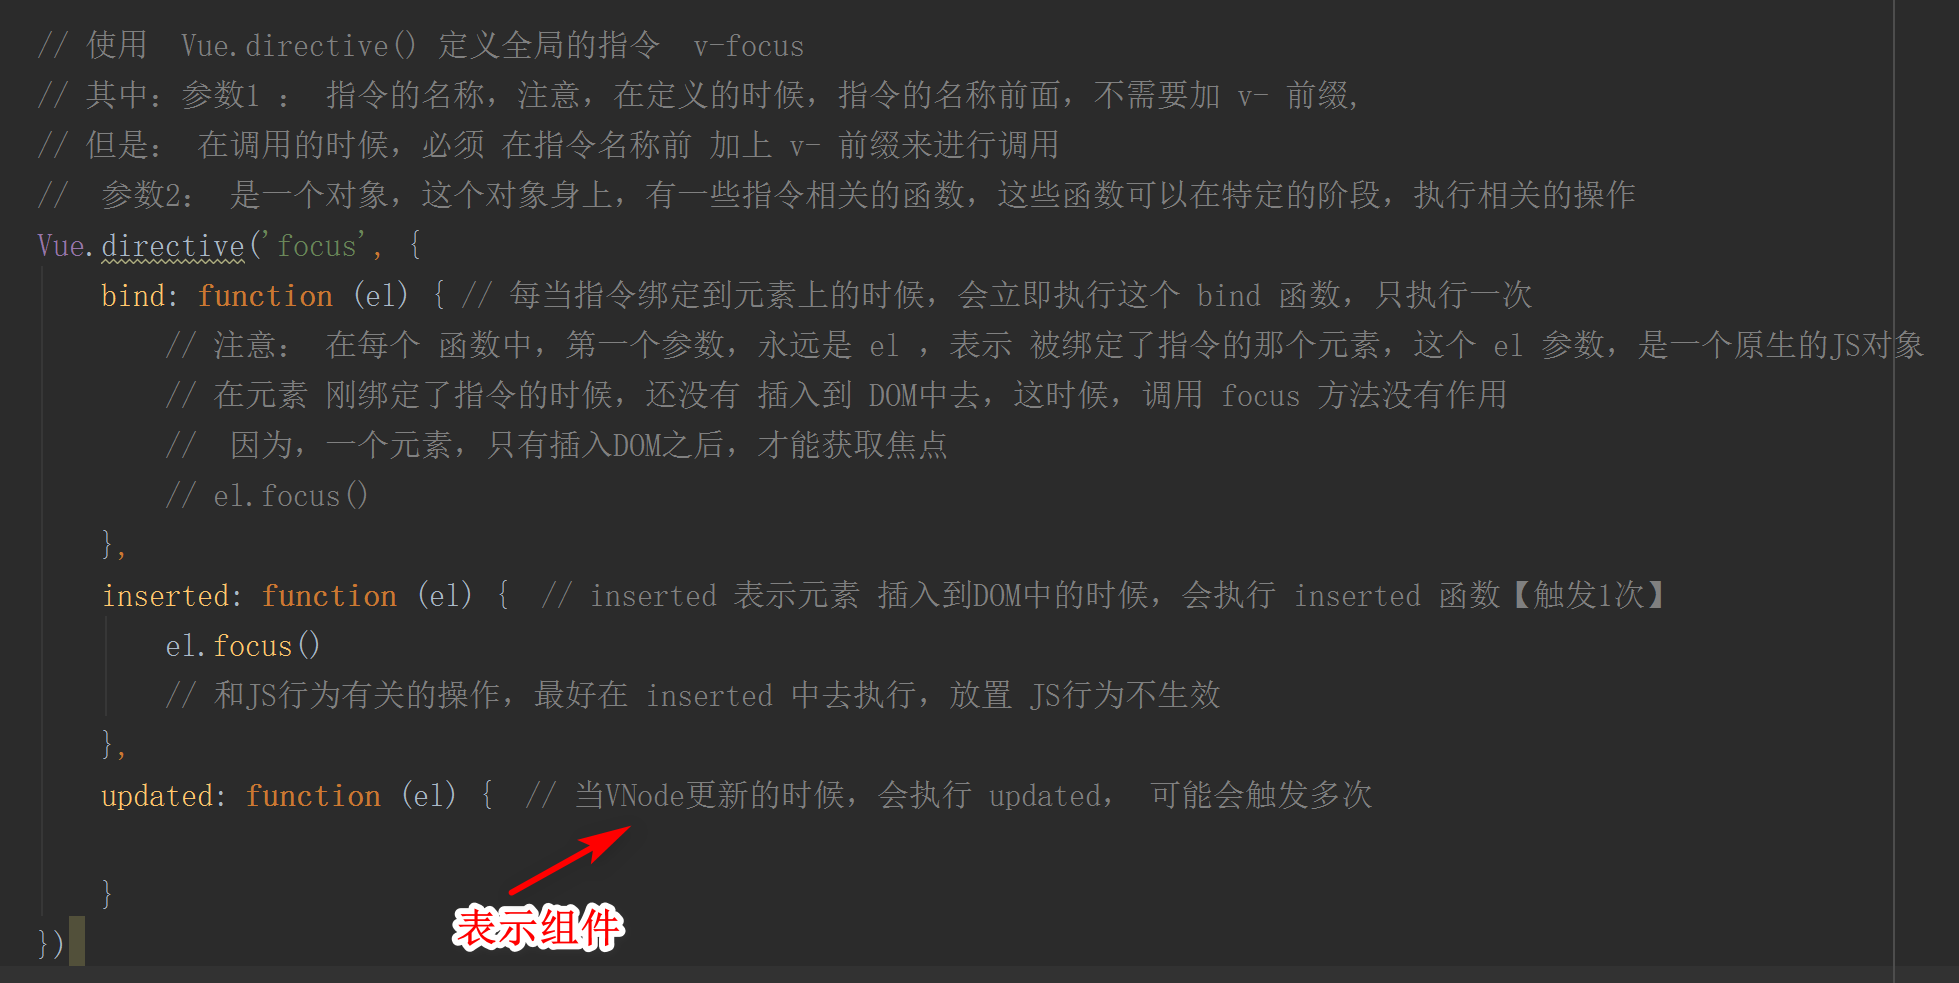 // 使用  Vue.directive() 定义全局的指令  v-focus
// 其中：参数1 ： 指令的名称，注意，在定义的时候，指令的名称前面，不需要加 v- 前缀,
// 但是： 在调用的时候，必须 在指令名称前 加上 v- 前缀来进行调用
//  参数2： 是一个对象，这个对象身上，有一些指令相关的函数，这些函数可以在特定的阶段，执行相关的操作
Vue.directive('focus', {
    bind: function (el) { // 每当指令绑定到元素上的时候，会立即执行这个 bind 函数，只执行一次
        // 注意： 在每个 函数中，第一个参数，永远是 el ，表示 被绑定了指令的那个元素，这个 el 参数，是一个原生的JS对象
        // 在元素 刚绑定了指令的时候，还没有 插入到 DOM中去，这时候，调用 focus 方法没有作用
        //  因为，一个元素，只有插入DOM之后，才能获取焦点
        // el.focus()
    },
    inserted: function (el) {  // inserted 表示元素 插入到DOM中的时候，会执行 inserted 函数【触发1次】
        el.focus()
        // 和JS行为有关的操作，最好在 inserted 中去执行，放置 JS行为不生效
    },
    updated: function (el) {  // 当VNode更新的时候，会执行 updated， 可能会触发多次
    }
表示组件
})